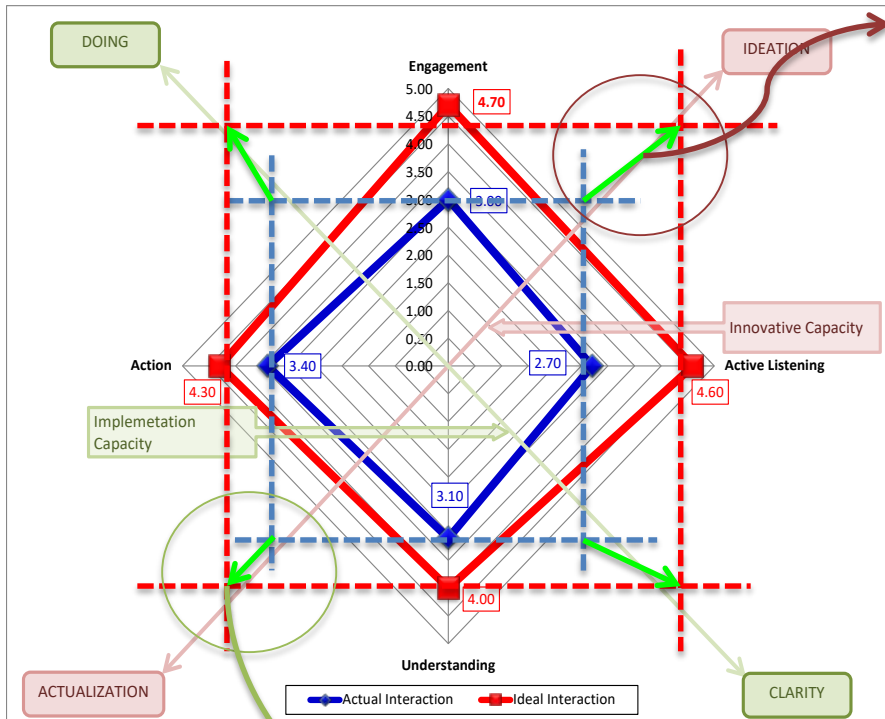 DOING
IDEATION
Engagement
5.00
4.50
4.00
3.50
3.00
2.50
2.00
1.50
1.00
0.50
0.00
4.70
3.00
Innovative Capacity
Action
3.40
2.70
Active Listening
4.30
4.60
Implemetation
Capacity
3.10
4.00
Understanding
ACTUALIZATION
Actual Interaction
Ideal Interaction
CLARITY